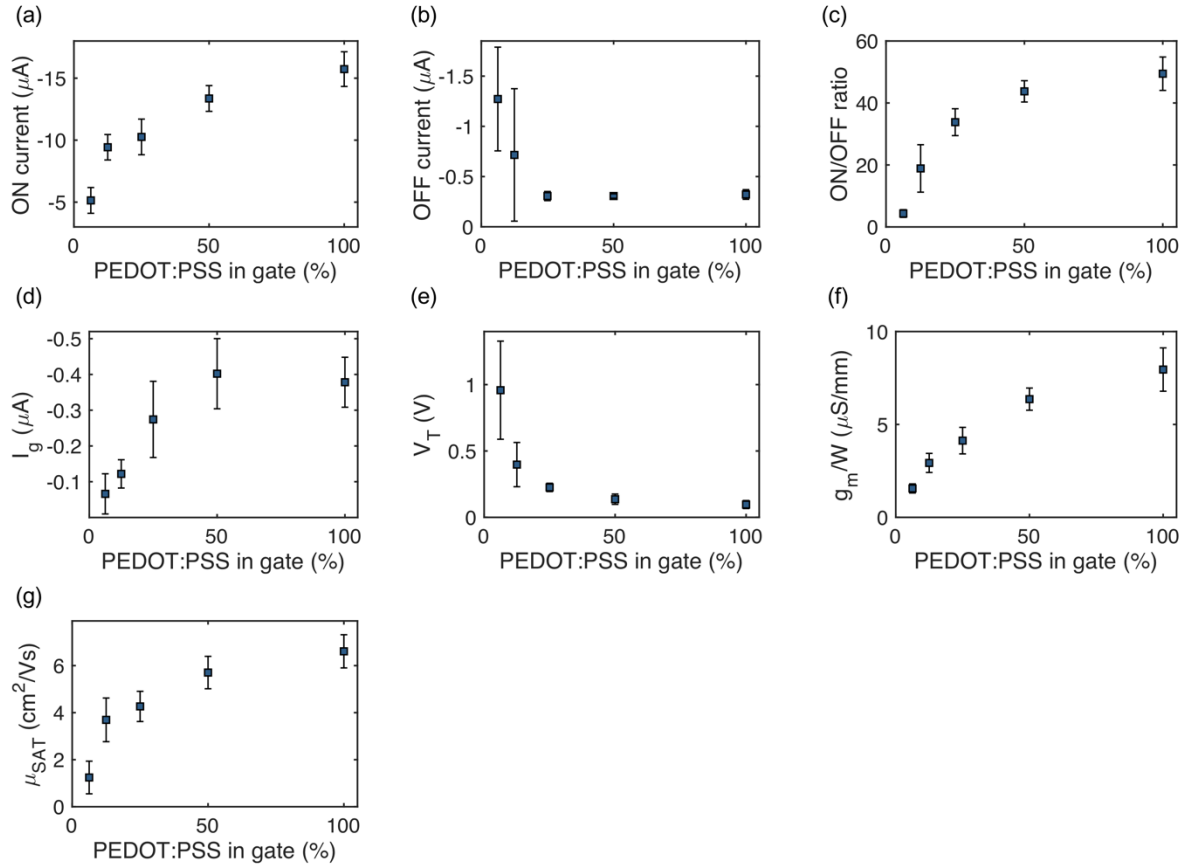 (a)
ON current (μA)
-15
-10
-5
0
50
100
PEDOT:PSS in gate (%)
(b)
OFF current (μA)
-1.5
-1
-0.5
0
0
50
100
PEDOT:PSS in gate (%)
(c)
ON/OFF ratio
60
40
20
0
0
50
100
PEDOT:PSS in gate (%)
(d)
I_g (μA)
-0.5
-0.4
-0.3
-0.2
-0.1
0
50
100
PEDOT:PSS in gate (%)
(e)
V_T (V)
1
0.5
0
0
50
100
PEDOT:PSS in gate (%)
(f)
g_m/W (μS/mm)
10
5
0
0
50
100
PEDOT:PSS in gate (%)
(g)
μ_SAT (cm²/Vs)
6
4
2
0
0
50
100
PEDOT:PSS in gate (%)